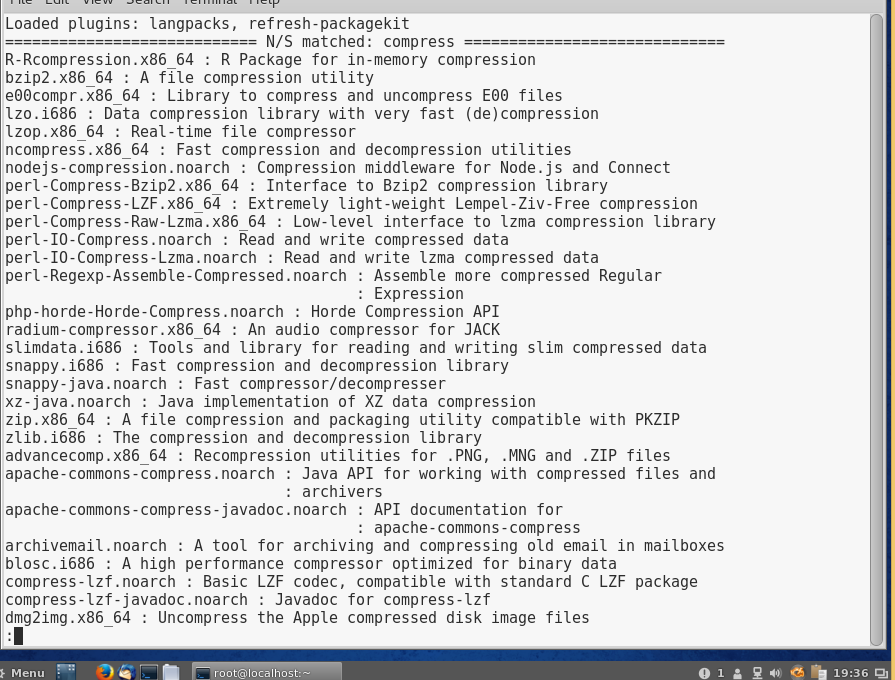 File Edit View Search Terminal Help
Loaded plugins: langpacks, refresh-packagekit
============================ N/S matched: compress =============================
R-Rcompression.x86_64 : R Package for in-memory compression
bzip2.x86_64 : A file compression utility
e00compr.x86_64 : Library to compress and uncompress E00 files
lzo.i686 : Data compression library with very fast (de)compression
lzop.x86_64 : Real-time file compressor
ncompress.x86_64 : Fast compression and decompression utilities
nodejs-compression.noarch : Compression middleware for Node.js and Connect
perl-Compress-Bzip2.x86_64 : Interface to Bzip2 compression library
perl-Compress-LZF.x86_64 : Extremely light-weight Lempel-Ziv-Free compression
perl-Compress-Raw-Lzma.x86_64 : Low-level interface to lzma compression library
perl-IO-Compress.noarch : Read and write compressed data
perl-IO-Compress-Lzma.noarch : Read and write lzma compressed data
perl-Regexp-Assemble-Compressed.noarch : Assemble more compressed Regular
: Expression
php-horde-Horde-Compress.noarch : Horde Compression API
radium-compressor.x86_64 : An audio compressor for JACK
slimdata.i686 : Tools and library for reading and writing slim compressed data
snappy.i686 : Fast compression and decompression library
snappy-java.noarch : Fast compressor/decompresser
xz-java.noarch : Java implementation of XZ data compression
zip.x86_64 : A file compression and packaging utility compatible with PKZIP
zlib.i686 : The compression and decompression library
advancecomp.x86_64 : Recompression utilities for .PNG, .MNG and .ZIP files
apache-commons-compress.noarch : Java API for working with compressed files and
: archivers
apache-commons-compress-javadoc.noarch : API documentation for
: apache-commons-compress
archivemail.noarch : A tool for archiving and compressing old email in mailboxes
blosc.i686 : A high performance compressor optimized for binary data
compress-lzf.noarch : Basic LZF codec, compatible with standard C LZF package
compress-lzf-javadoc.noarch : Javadoc for compress-lzf
dmg2img.x86_64 : Uncompress the Apple compressed disk image files
:
Menu root@localhost:~ 1 19:36